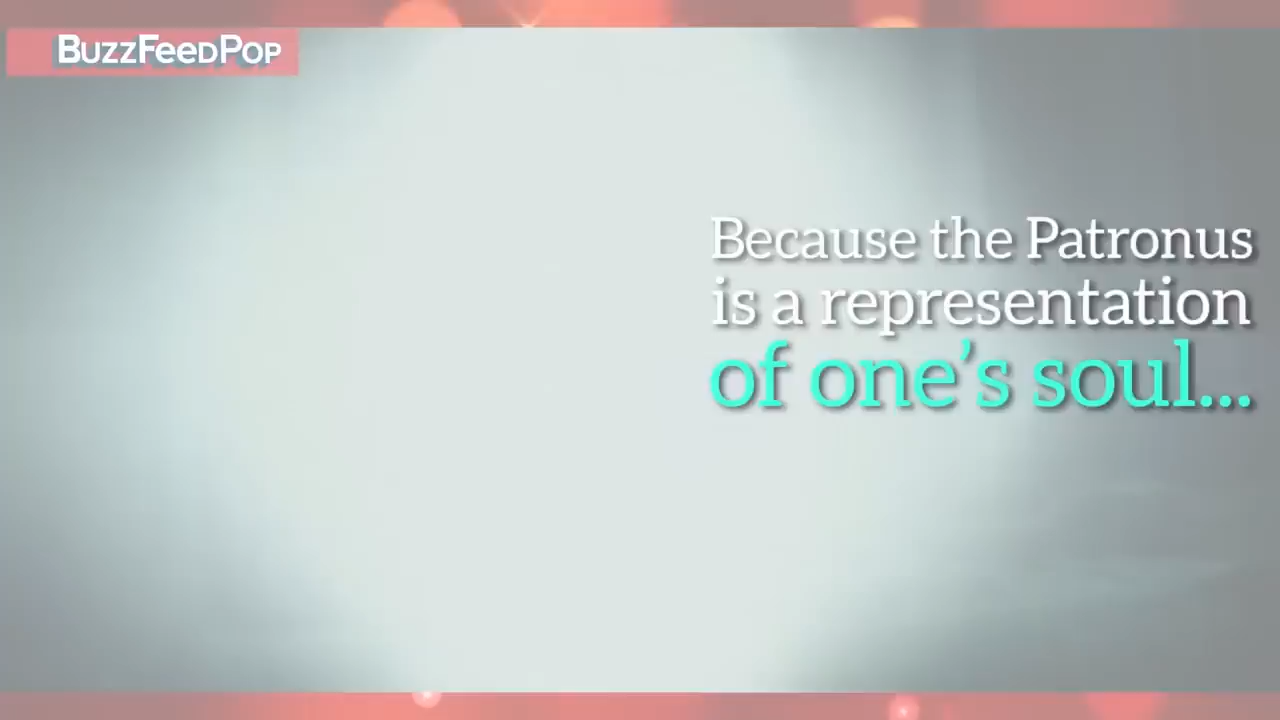 BuzzFeedPop
Because the Patronus
is a representation
of one's soul...